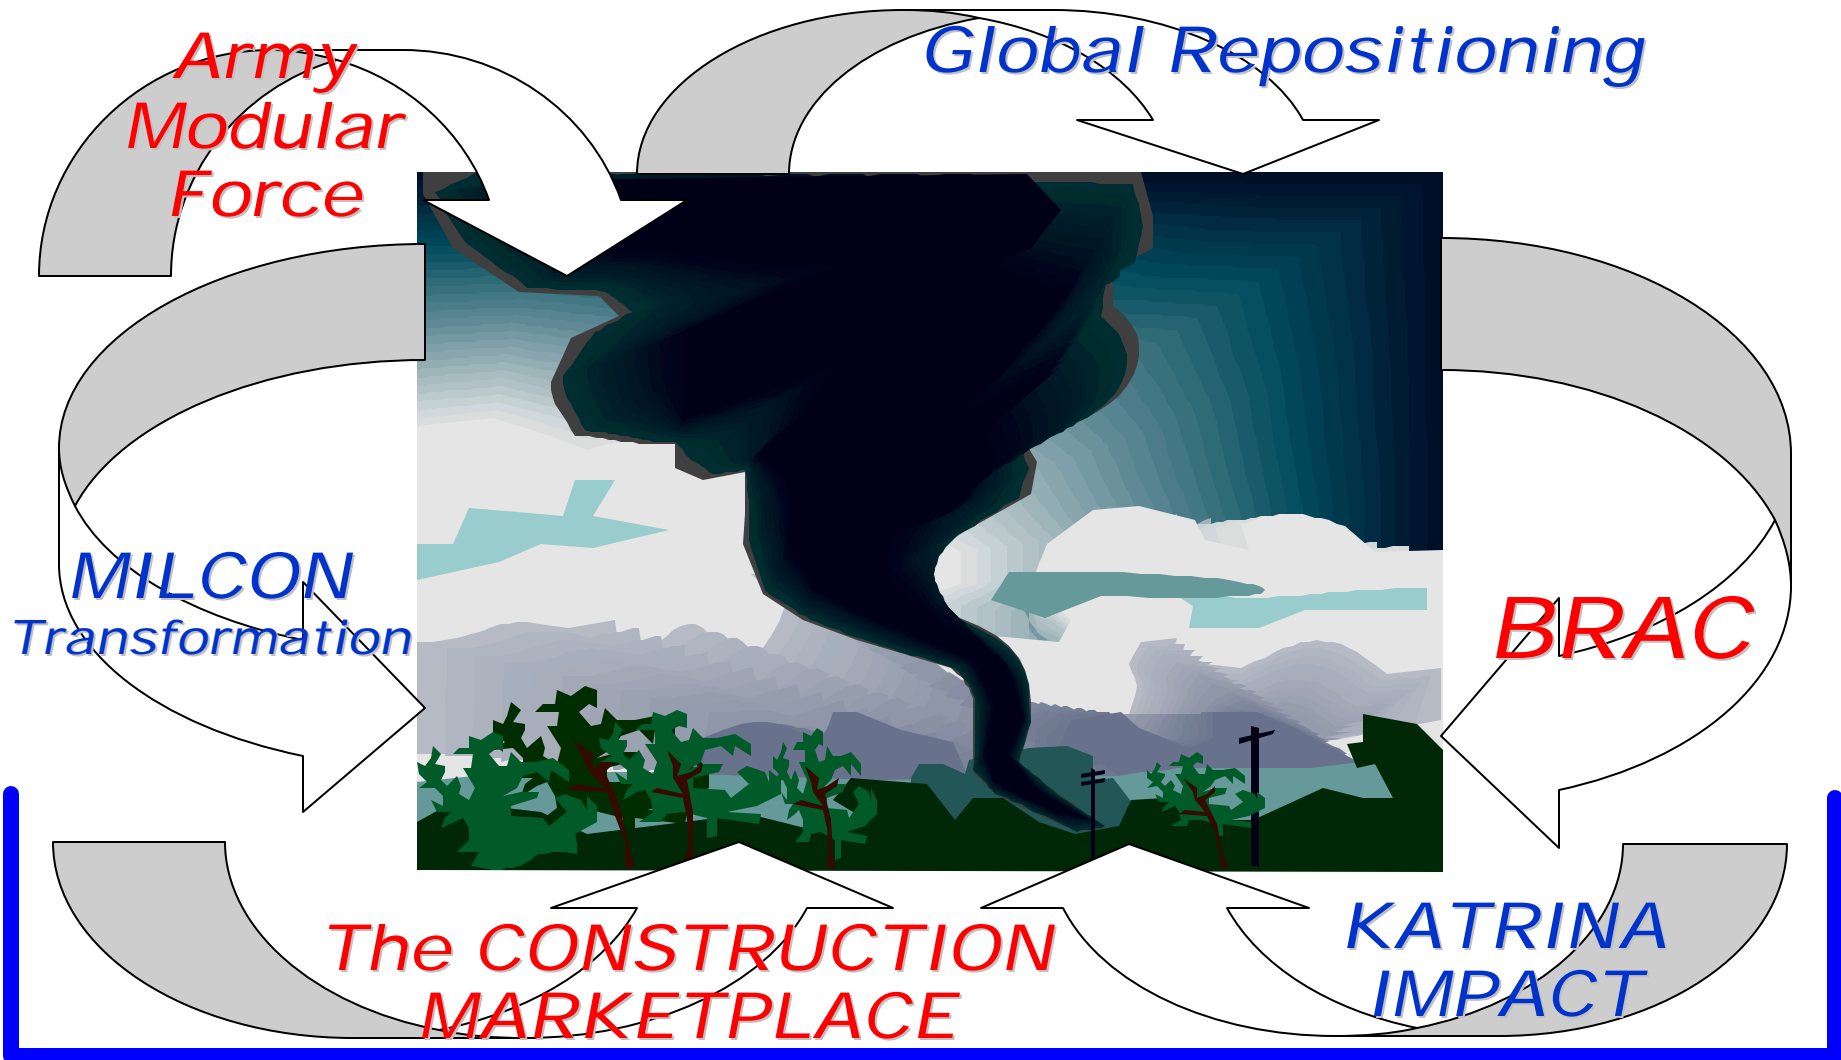 Army
Modular
Force
Global Repositioning
MILCON
Transformation
BRAC
The CONSTRUCTION
MARKETPLACE
KATRINA
IMPACT